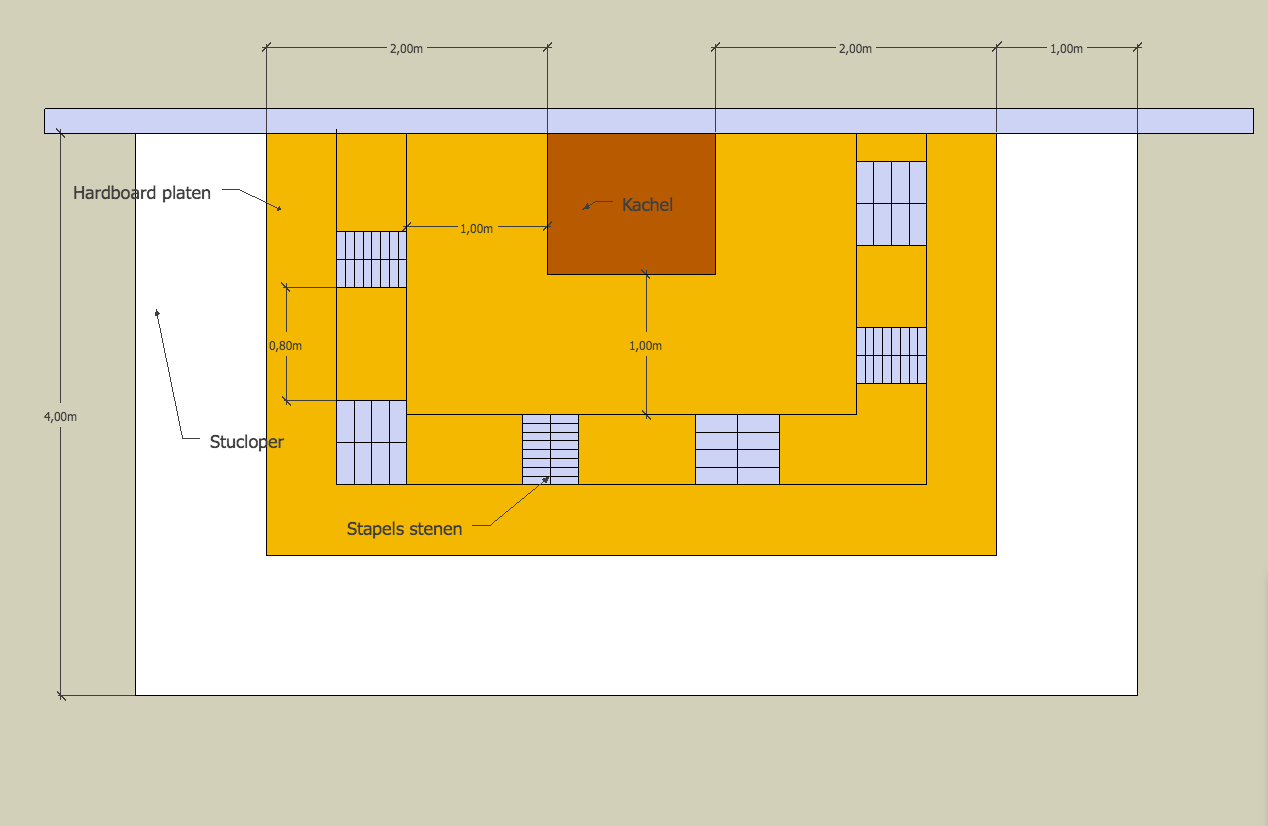 2,00m
2,00m
1,00m
Hardboard platen
Kachel
1,00m
0,80m
1,00m
4,00m
Stucloper
Stapels stenen